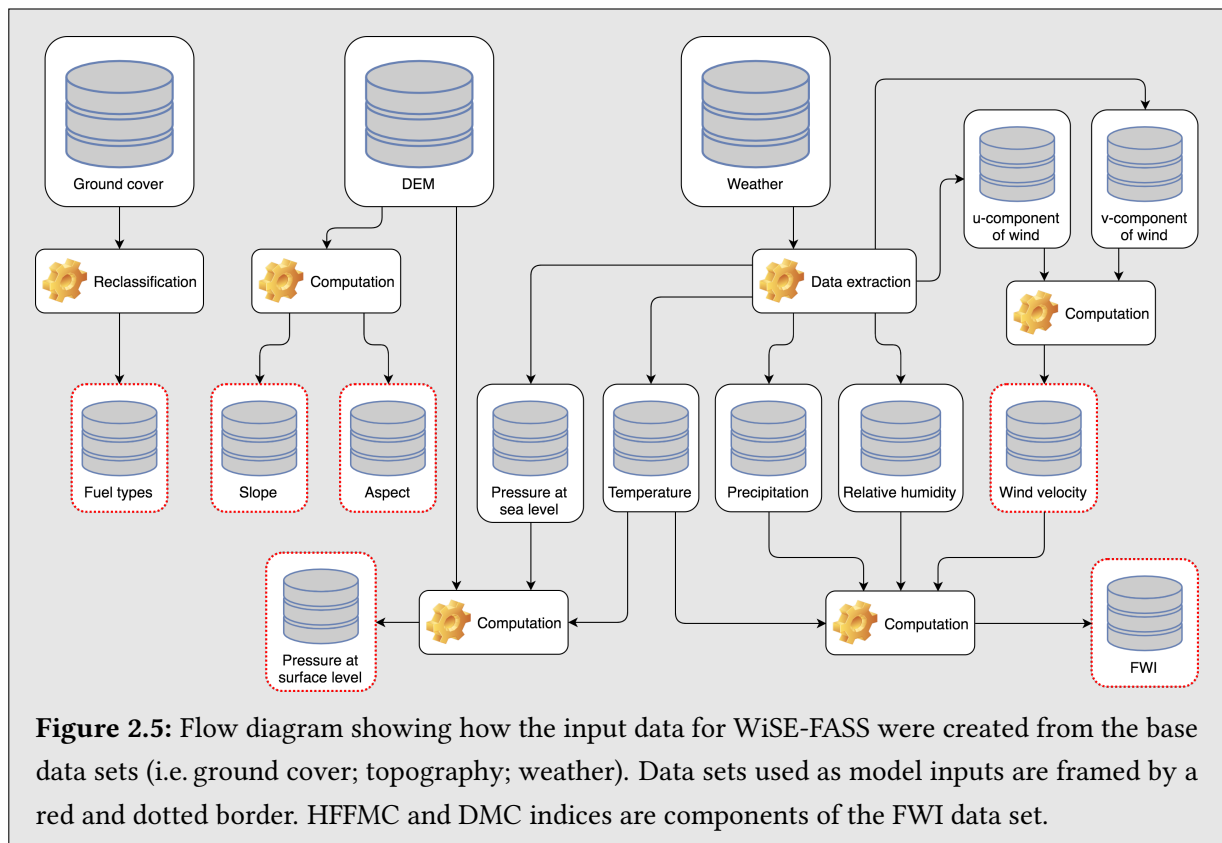 Ground cover
DEM
Weather
u-component
of wind
v-component
of wind
Reclassification
Computation
Data extraction
Computation
Fuel types
Slope
Aspect
Pressure at
sea level
Temperature
Precipitation
Relative humidity
Wind velocity
Computation
Computation
Pressure at
surface level
FWI
Figure 2.5: Flow diagram showing how the input data for WiSE-FASS were created from the base
data sets (i.e. ground cover; topography; weather). Data sets used as model inputs are framed by a
red and dotted border. HFFMC and DMC indices are components of the FWI data set.